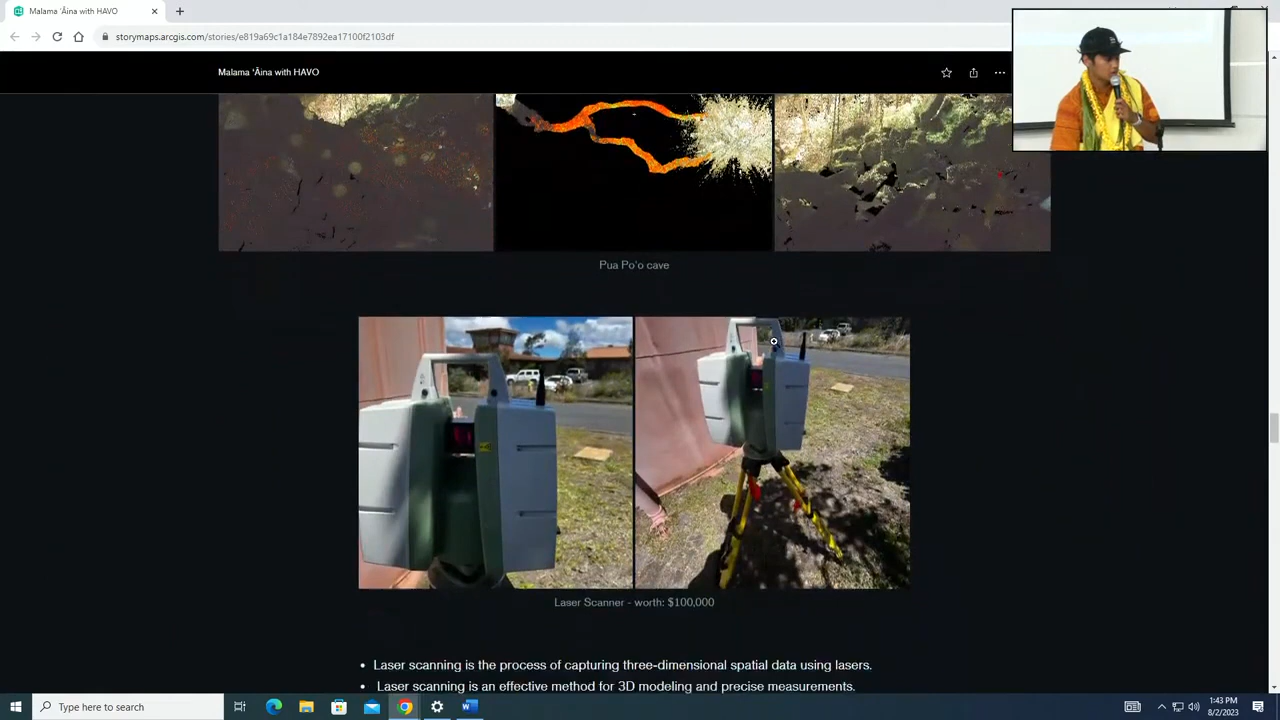 Malama 'Āina with HAVO
storymaps.arcgis.com/stories/e819a69c1a184e7892ea17100f2103df
Malama 'Āina with HAVO
Pua Po'o cave
Laser Scanner - worth: $100,000
Laser scanning is the process of capturing three-dimensional spatial data using lasers.
Laser scanning is an effective method for 3D modeling and precise measurements.
Type here to search
1:43 PM
8/2/2023